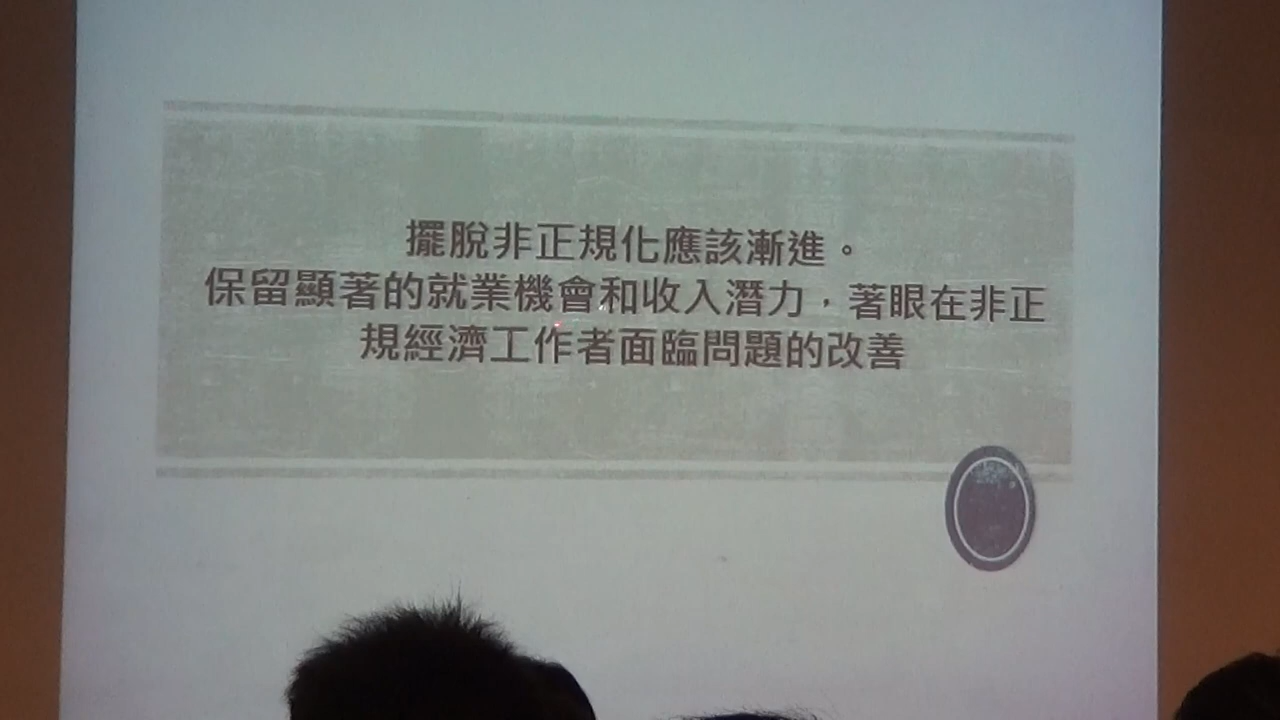 擺脫非正規化應該漸進。
保留顯著的就業機會和收入潛力，著眼在非正
規經濟工作者面臨問題的改善